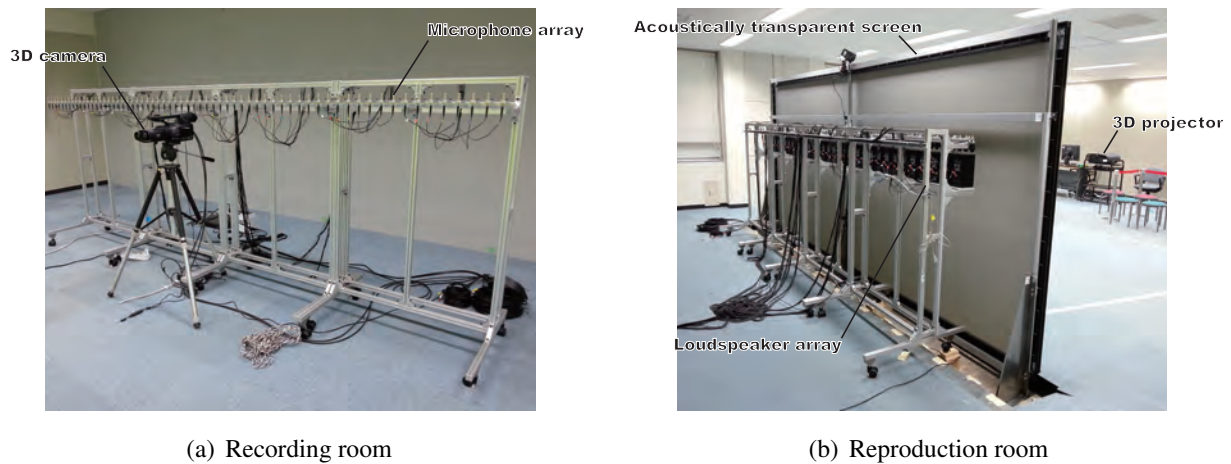 3D camera
Microphone array
Acoustically transparent screen
3D projector
Loudspeaker array
(a) Recording room
(b) Reproduction room